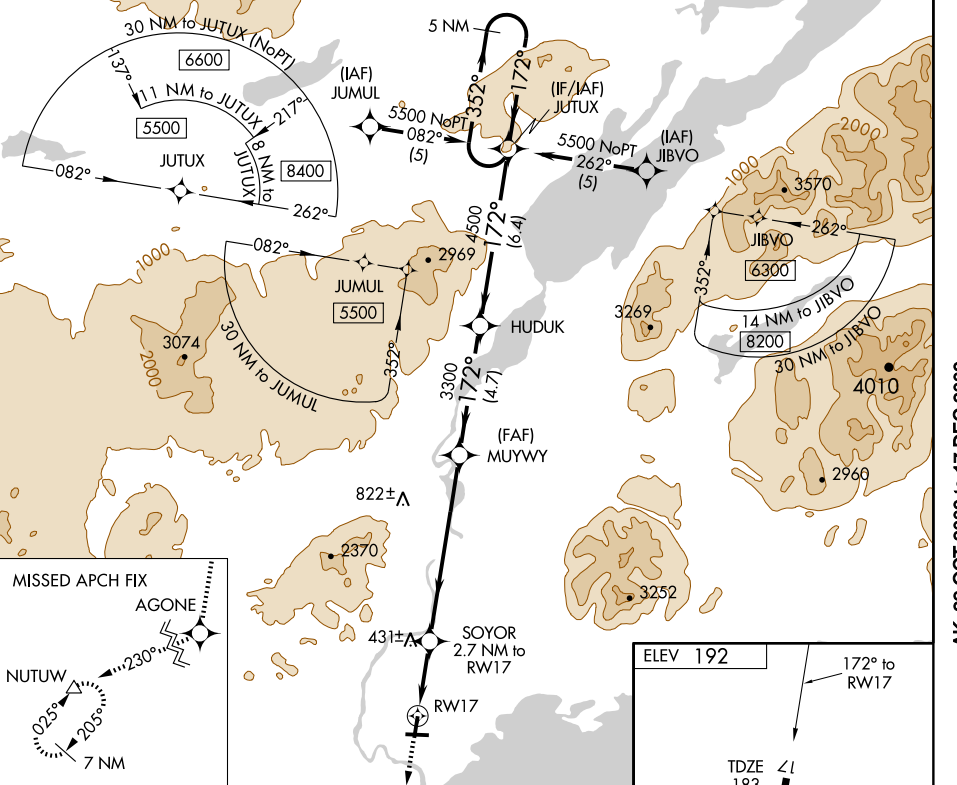 30 NM to JUTUX (NoPT)
6600
137°
11 NM to JUTUX
217°
5500
8 NM to
JUTUX
8400
JUTUX
082°
262°
5 NM
352°
172°
(IAF)
JUMUL
5500 NoPT
082°
(5)
(IF/IAF)
JUTUX
5500 NoPT
262°
(5)
(IAF)
JIBVO
4500
172°
(6.4)
HUDUK
3300
172°
(4.7)
(FAF)
MUYWY
822±
431±
SOYOR
2.7 NM to
RW17
RW17
1000
2000
3074
082°
2969
JUMUL
5500
352°
30 NM to JUMUL
2370
1000
2000
3570
JIBVO
262°
6300
352°
14 NM to JIBVO
8200
30 NM to JIBVO
3269
4010
2960
3252
MISSED APCH FIX
AGONE
230°
NUTUW
025°
205°
7 NM
ELEV 192
172° to
RW17
TDZE
183
17